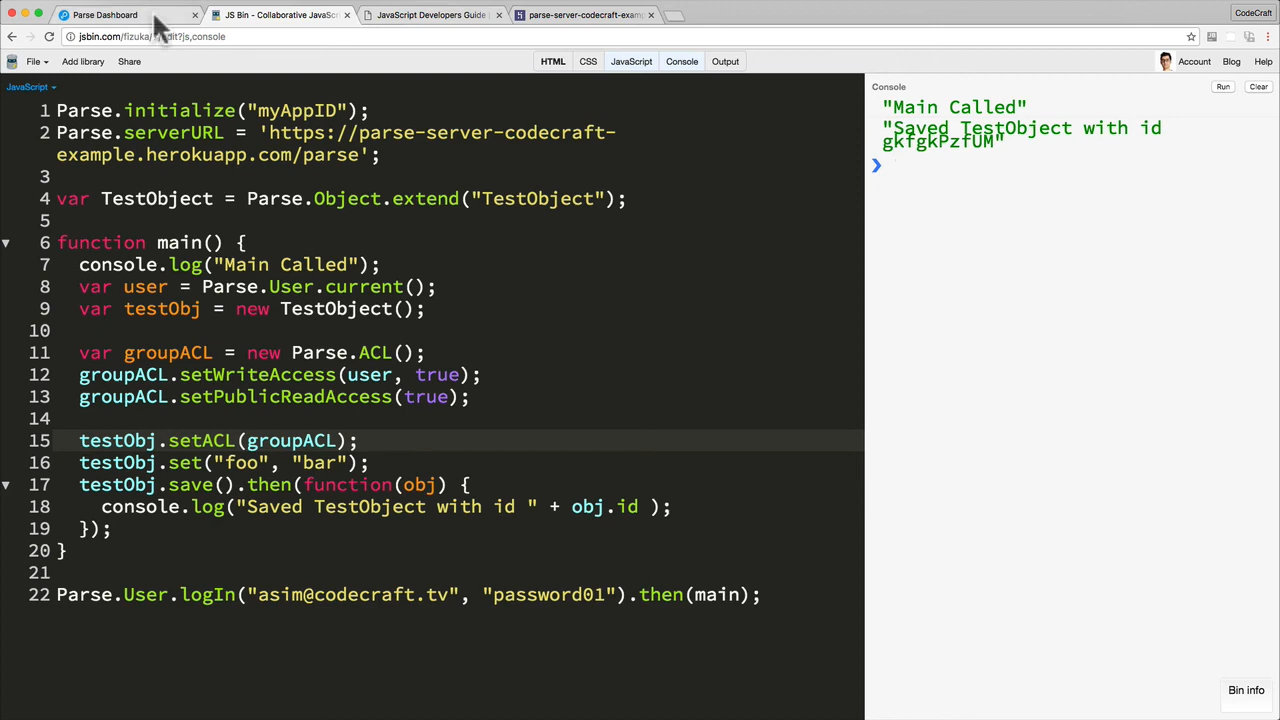 Parse Dashboard
JS Bin - Collaborative JavaScri
JavaScript Developers Guide
parse-server-codecraft-exam
CodeCraft
jsbin.com/fizuka/ dit?js,console
File
Add library
Share
HTML
CSS
JavaScript
Console
Output
Account
Blog
Help
JavaScript
1 Parse.initialize("myAppID");
2 Parse.serverURL = 'https://parse-server-codecraft-
example.herokuapp.com/parse';
3
4 var TestObject = Parse.Object.extend("TestObject");
5
6 function main() {
7 console.log("Main Called");
8 var user = Parse.User.current();
9 var testObj = new TestObject();
10
11 var groupACL = new Parse.ACL();
12 groupACL.setWriteAccess(user, true);
13 groupACL.setPublicReadAccess(true);
14
15 testObj.setACL(groupACL);
16 testObj.set("foo", "bar");
17 testObj.save().then(function(obj) {
18 console.log("Saved TestObject with id " + obj.id );
19 });
20 }
21
22 Parse.User.logIn("asim@codecraft.tv", "password01").then(main);
Console
Run
Clear
"Main Called"
"Saved TestObject with id
gkfgkPzfUM"
Bin info